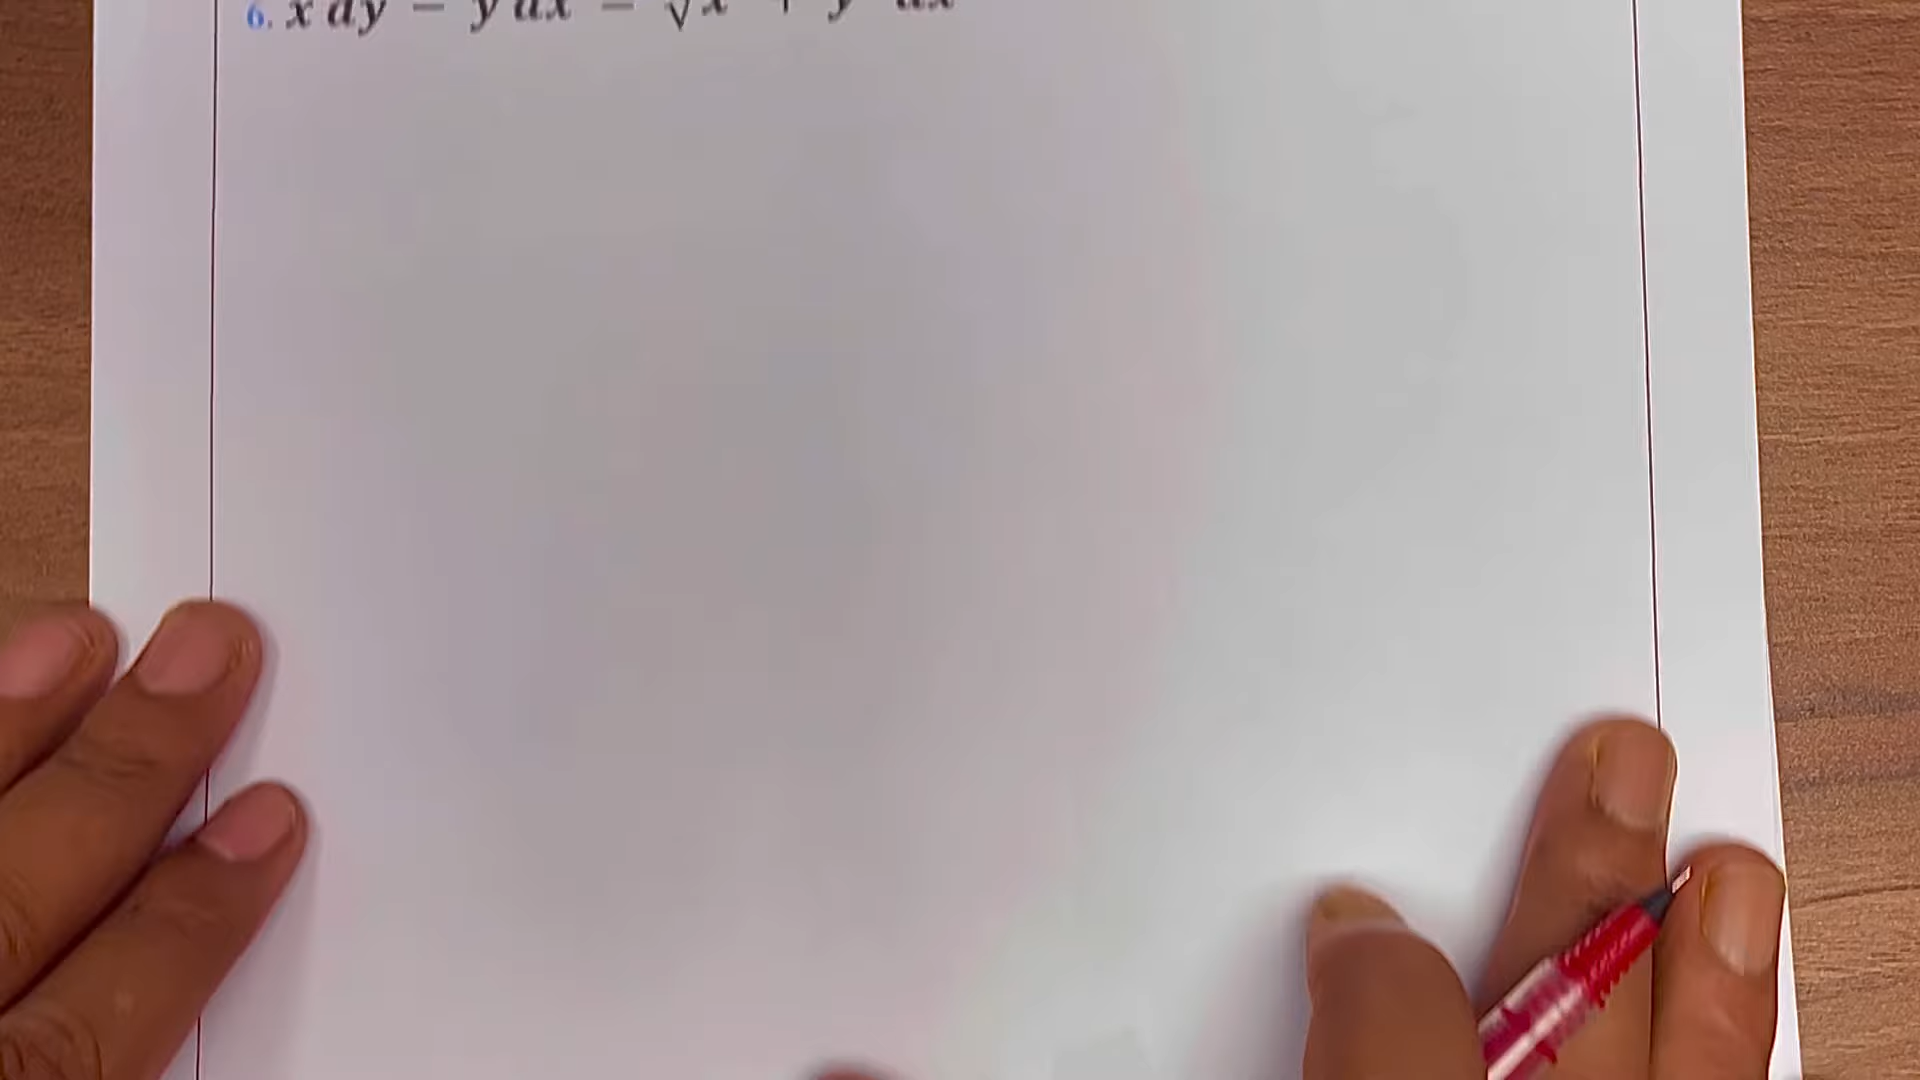 6. x dy − y dx = √x + y dx